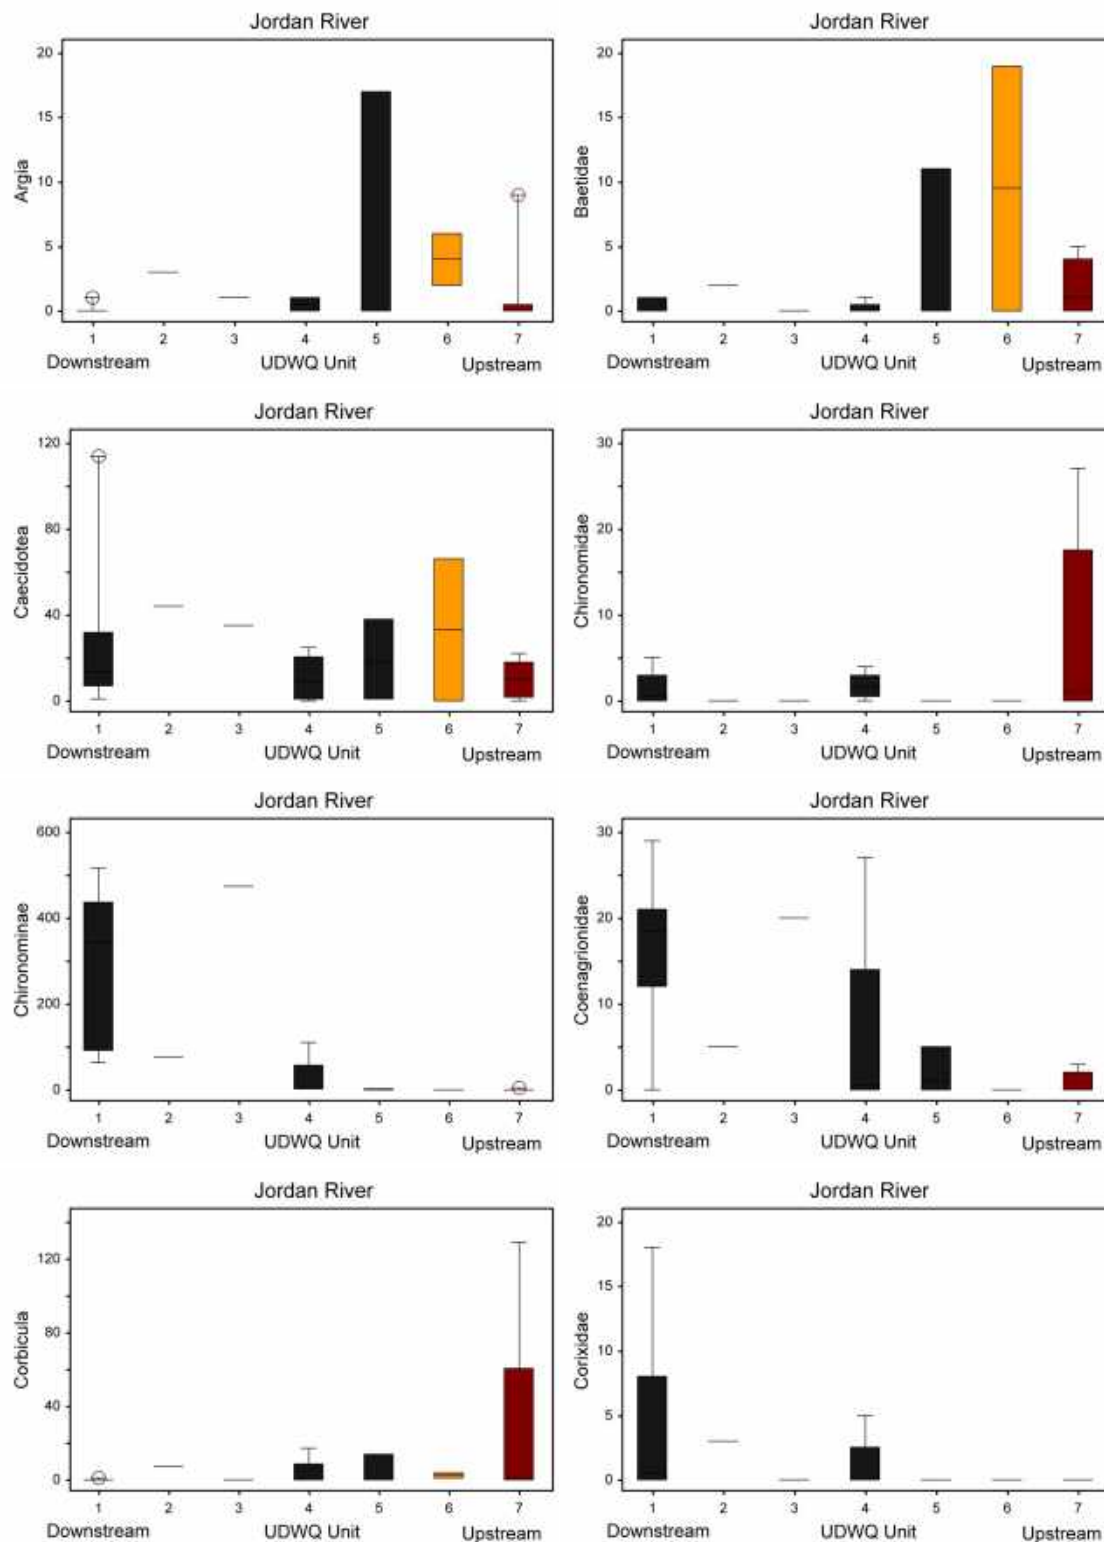 Jordan River
20
15
10
5
0
Argia
1 2 3 4 5 6 7
Downstream UDWQ Unit Upstream
Jordan River
20
15
10
5
0
Baetidae
1 2 3 4 5 6 7
Downstream UDWQ Unit Upstream
Jordan River
120
80
40
0
Caecidotea
1 2 3 4 5 6 7
Downstream UDWQ Unit Upstream
Jordan River
30
20
10
0
Chironomidae
1 2 3 4 5 6 7
Downstream UDWQ Unit Upstream
Jordan River
600
400
200
0
Chironominae
1 2 3 4 5 6 7
Downstream UDWQ Unit Upstream
Jordan River
30
20
10
0
Coenagrionidae
1 2 3 4 5 6 7
Downstream UDWQ Unit Upstream
Jordan River
120
80
40
0
Corbicula
1 2 3 4 5 6 7
Downstream UDWQ Unit Upstream
Jordan River
20
15
10
5
0
Corixidae
1 2 3 4 5 6 7
Downstream UDWQ Unit Upstream